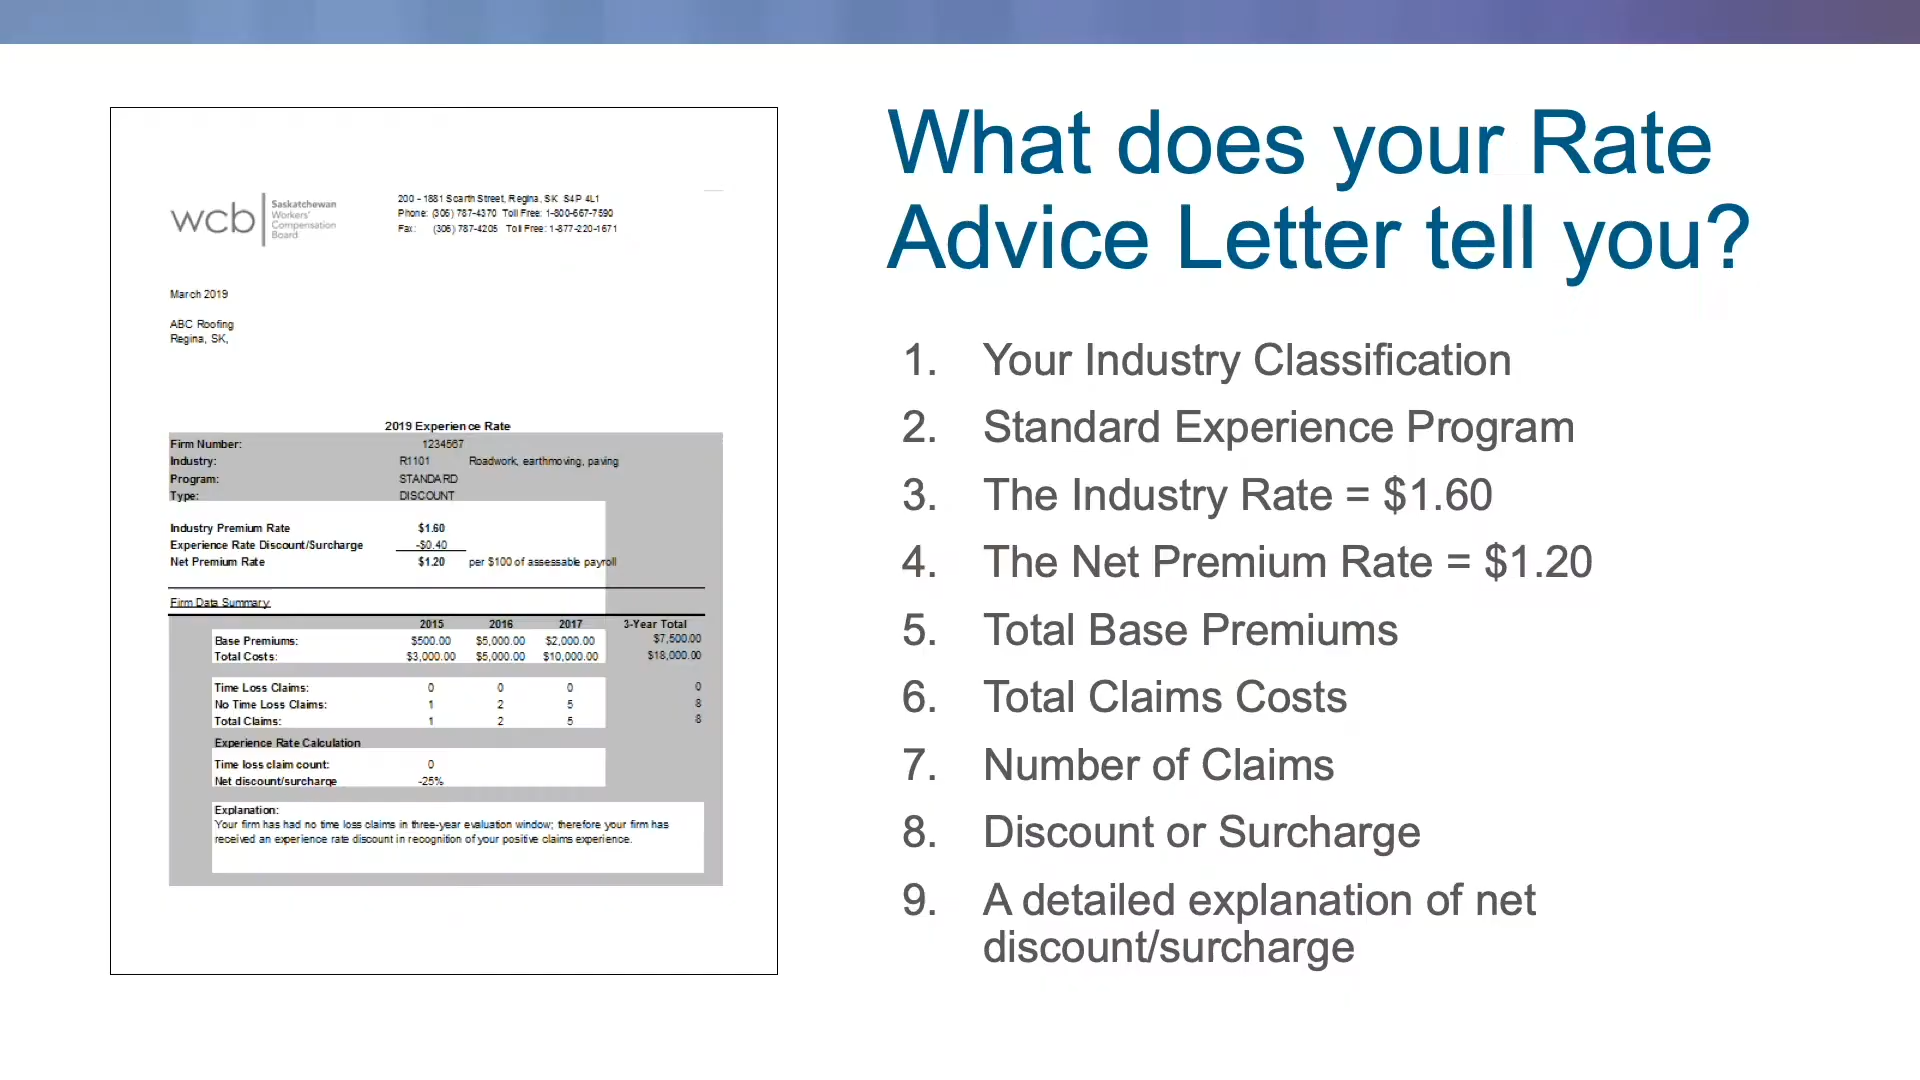 wcb
Saskatchewan
Workers'
Compensation
Board
200 - 1881 Scarth Street, Regina, SK S4P 4L1
Phone: (306) 787-4370 Toll Free: 1-800-667-7590
Fax: (306) 787-4205 Toll Free: 1-877-220-1671
March 2019
ABC Roofing
Regina, SK,
2019 Experience Rate
Firm Number: 1234567
Industry: R1101 Roadwork, earthmoving, paving
Program: STANDARD
Type: DISCOUNT
Industry Premium Rate $1.60
Experience Rate Discount/Surcharge -$0.40
Net Premium Rate $1.20 per $100 of assessable payroll
Firm Data Summary
2015 2016 2017 3-Year Total
Base Premiums: $500.00 $5,000.00 $2,000.00 $7,500.00
Total Costs: $3,000.00 $5,000.00 $10,000.00 $18,000.00
Time Loss Claims: 0 0 0 0
No Time Loss Claims: 1 2 5 8
Total Claims: 1 2 5 8
Experience Rate Calculation
Time loss claim count: 0
Net discount/surcharge -25%
Explanation:
Your firm has had no time loss claims in three-year evaluation window; therefore your firm has
received an experience rate discount in recognition of your positive claims experience.
What does your Rate
Advice Letter tell you?
1. Your Industry Classification
2. Standard Experience Program
3. The Industry Rate = $1.60
4. The Net Premium Rate = $1.20
5. Total Base Premiums
6. Total Claims Costs
7. Number of Claims
8. Discount or Surcharge
9. A detailed explanation of net
discount/surcharge